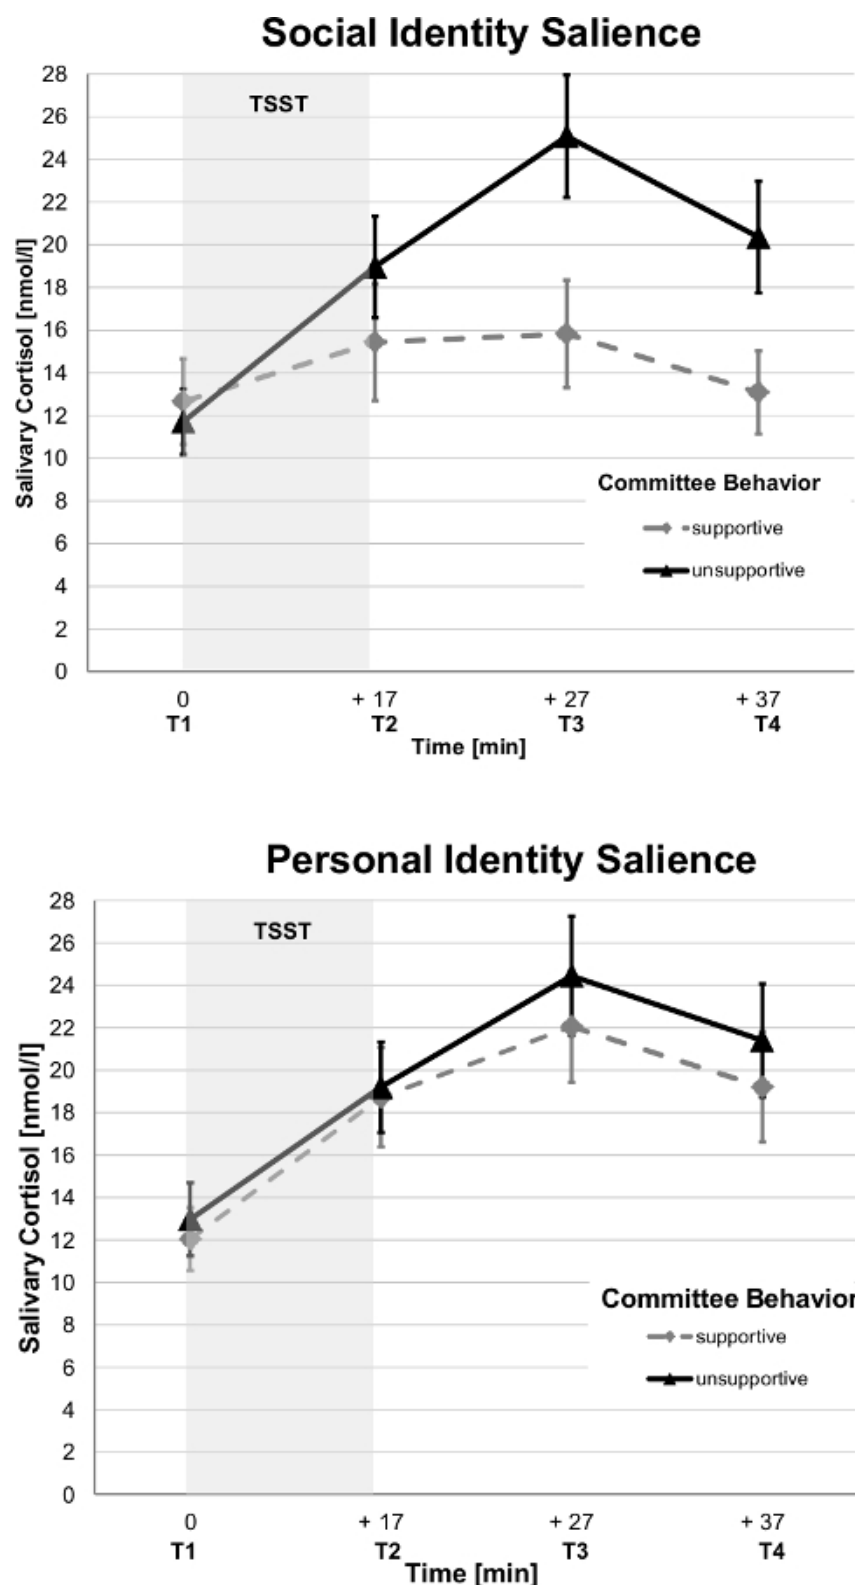 Social Identity Salience
28
TSST
26
24
22
20
18
16
14
12
10
8
6
4
2
0
Salivary Cortisol [nmol/l]
Committee Behavior
supportive
unsupportive
0 + 17 + 27 + 37
T1 T2 T3 T4
Time [min]
Personal Identity Salience
28
TSST
26
24
22
20
18
16
14
12
10
8
6
4
2
0
Salivary Cortisol [nmol/l]
Committee Behavior
supportive
unsupportive
0 + 17 + 27 + 37
T1 T2 T3 T4
Time [min]